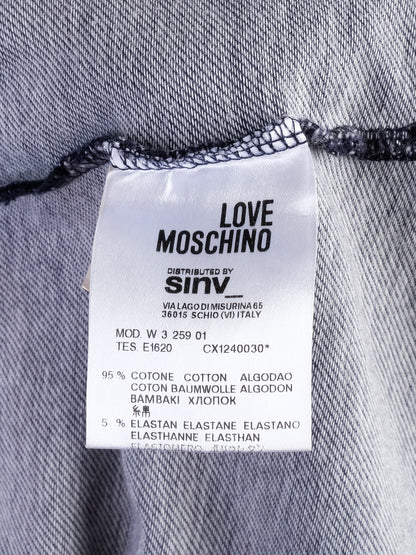 LOVE
MOSCHINO
DISTRIBUTED BY
sinv_
VIA LAGO DI MISURINA 65
36015 SCHIO (VI) ITALY
MOD. W 3 259 01
TES. E1620 CX1240030*
95 % COTONE COTTON ALGODAO
COTON BAUMWOLLE ALGODON
BAMBAKI ХЛОПОК
綿
5 % ELASTAN ELASTANE ELASTANO
ELASTHANNE ELASTHAN